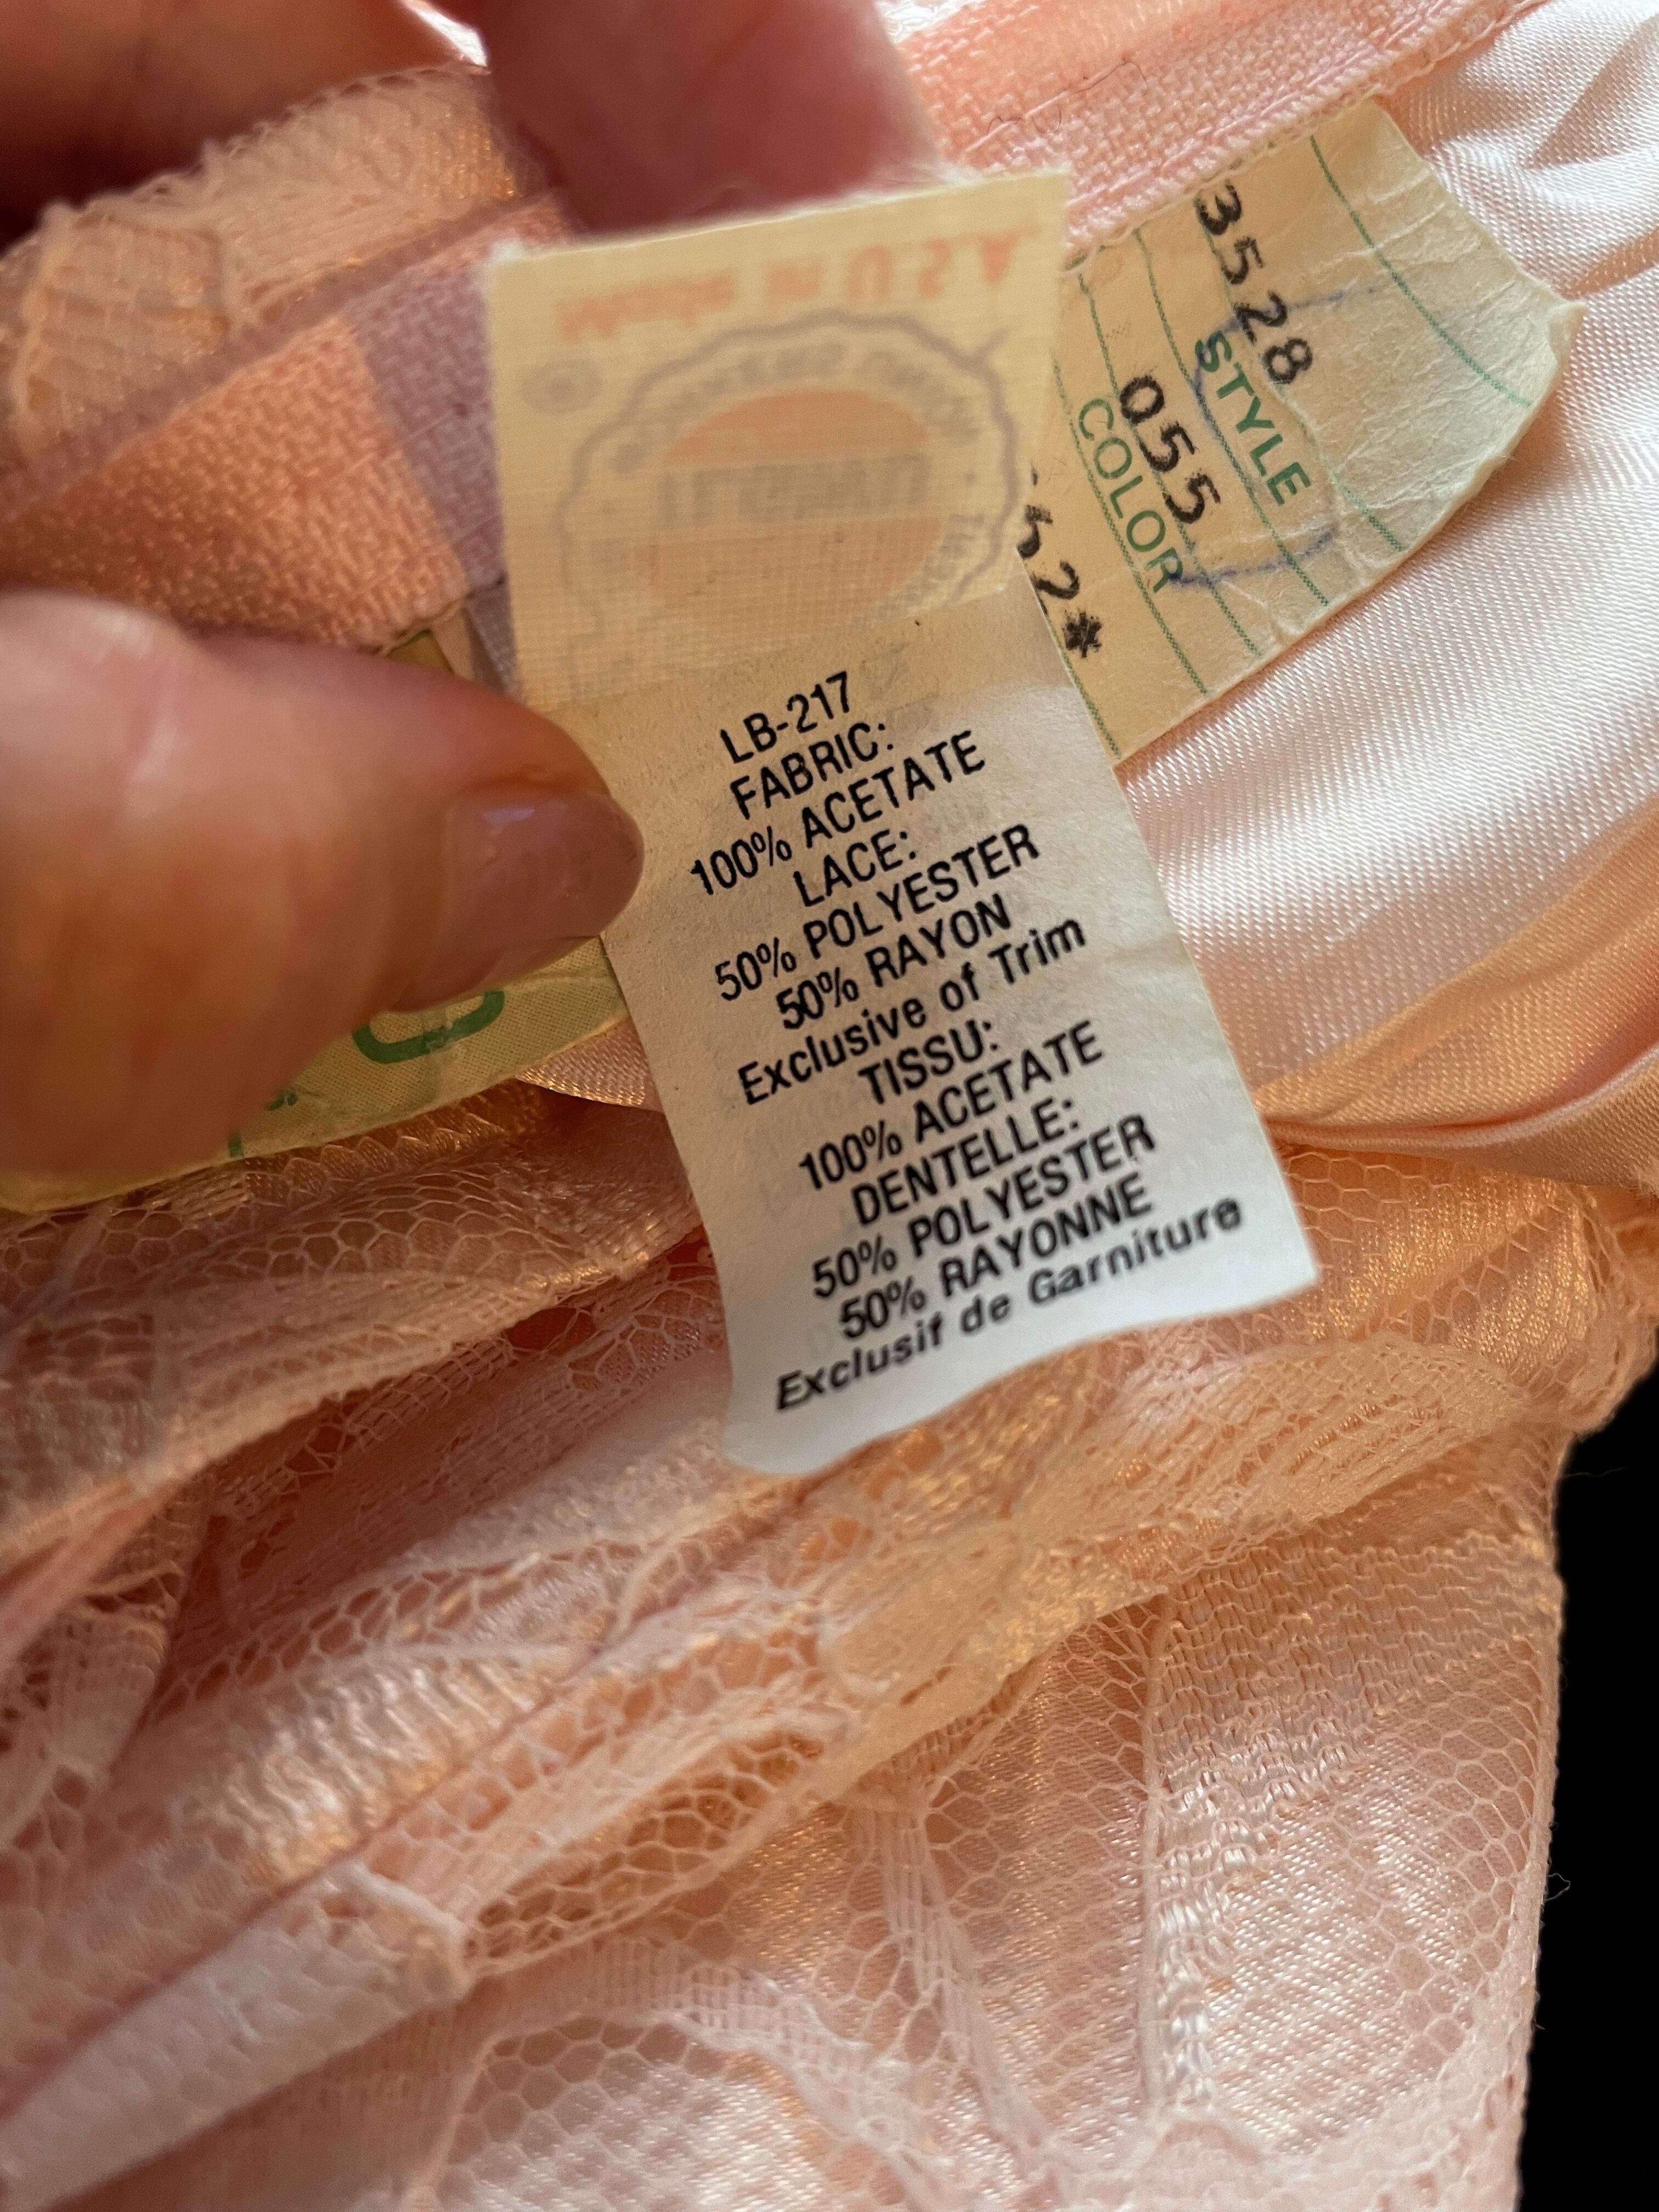 3528
STYLE
055
COLOR
52*
LB-217
FABRIC:
100% ACETATE
LACE:
50% POLYESTER
50% RAYON
Exclusive of Trim
TISSU:
100% ACETATE
DENTELLE:
50% POLYESTER
50% RAYONNE
Exclusif de Garniture